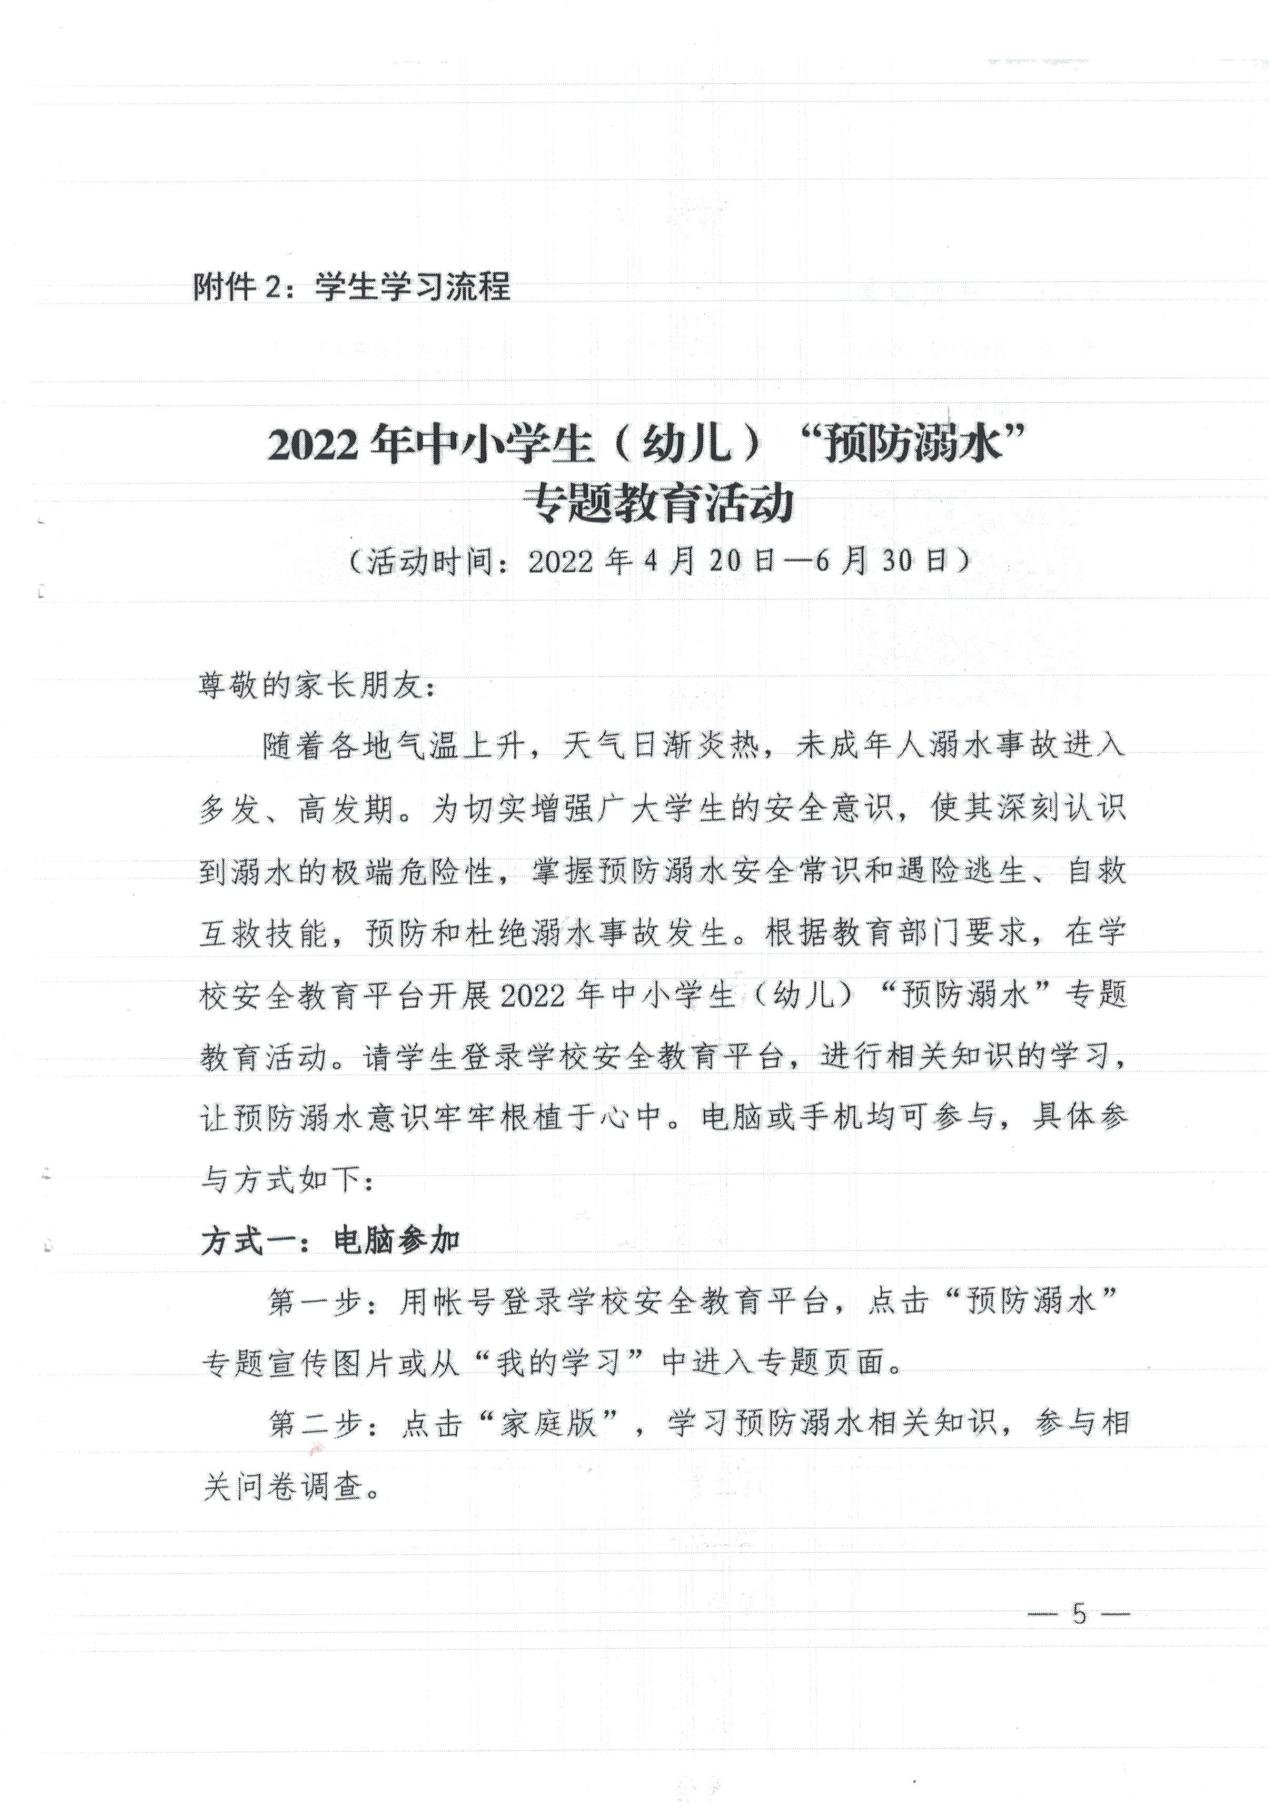 附件2：学生学习流程
2022年中小学生（幼儿）“预防溺水”
专题教育活动
（活动时间：2022年4月20日—6月30日）
尊敬的家长朋友：
随着各地气温上升，天气日渐炎热，未成年人溺水事故进入
多发、高发期。为切实增强广大学生的安全意识，使其深刻认识
到溺水的极端危险性，掌握预防溺水安全常识和遇险逃生、自救
互救技能，预防和杜绝溺水事故发生。根据教育部门要求，在学
校安全教育平台开展2022年中小学生（幼儿）“预防溺水”专题
教育活动。请学生登录学校安全教育平台，进行相关知识的学习，
让预防溺水意识牢牢根植于心中。电脑或手机均可参与，具体参
与方式如下：
方式一：电脑参加
第一步：用帐号登录学校安全教育平台，点击“预防溺水”
专题宣传图片或从“我的学习”中进入专题页面。
第二步：点击“家庭版”，学习预防溺水相关知识，参与相
关问卷调查。
— 5 —